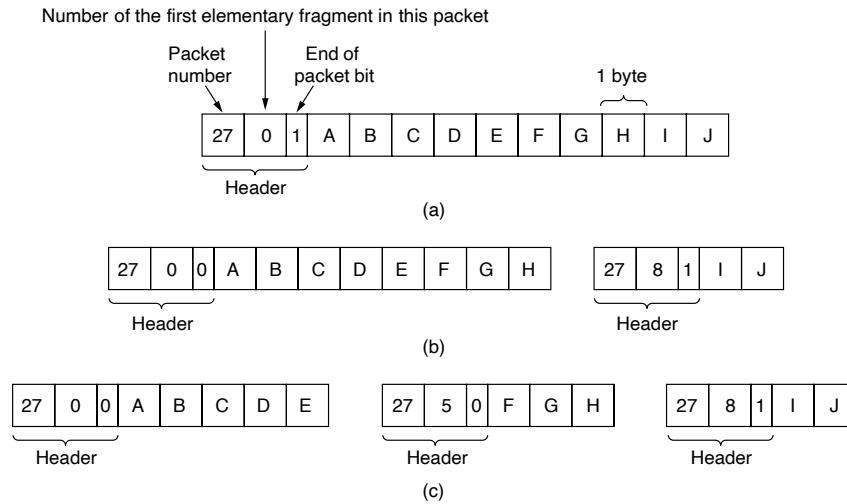 Number of the first elementary fragment in this packet
Packet number
End of packet bit
1 byte
27 0 1 A B C D E F G H I J
Header
(a)
27 0 0 A B C D E F G H 27 8 1 I J
Header Header
(b)
27 0 0 A B C D E 27 5 0 F G H 27 8 1 I J
Header Header Header
(c)